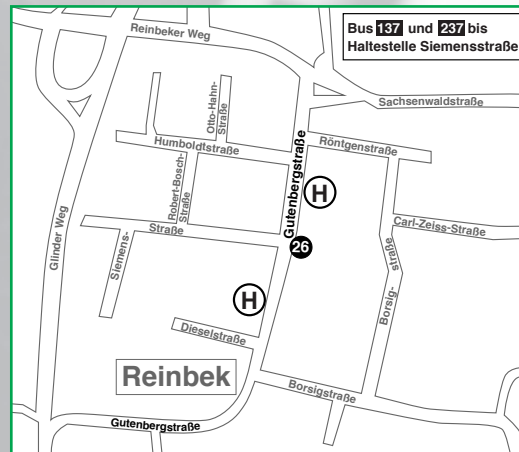 Bus 137 und 237 bis
Haltestelle Siemensstraße
Reinbeker Weg
Sachsenwaldstraße
Otto-Hahn-
Straße
Humboldtstraße
Röntgenstraße
Gutenbergstraße
Robert-Bosch-
Straße
H
Carl-Zeiss-Straße
Glinder Weg
Siemens-
Straße
26
Borsig-
straße
H
Dieselstraße
Reinbek
Borsigstraße
Gutenbergstraße